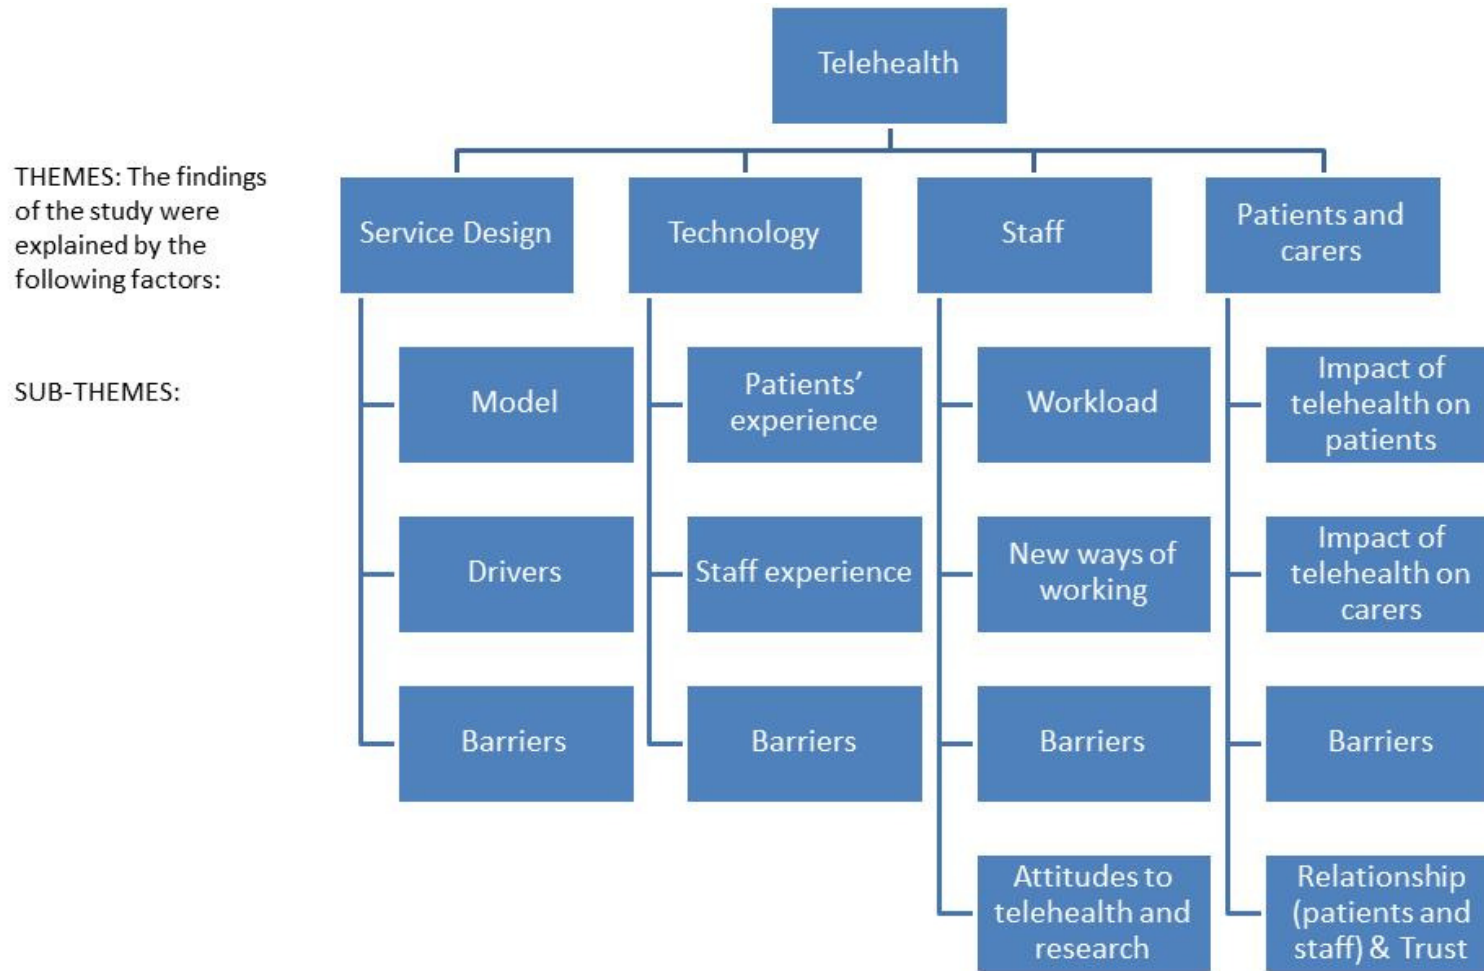 Telehealth
THEMES: The findings
of the study were
explained by the
following factors:
Service Design
Technology
Staff
Patients and
carers
SUB-THEMES:
Model
Patients’
experience
Workload
Impact of
telehealth on
patients
Drivers
Staff experience
New ways of
working
Impact of
telehealth on
carers
Barriers
Barriers
Barriers
Barriers
Attitudes to
telehealth and
research
Relationship
(patients and
staff) & Trust